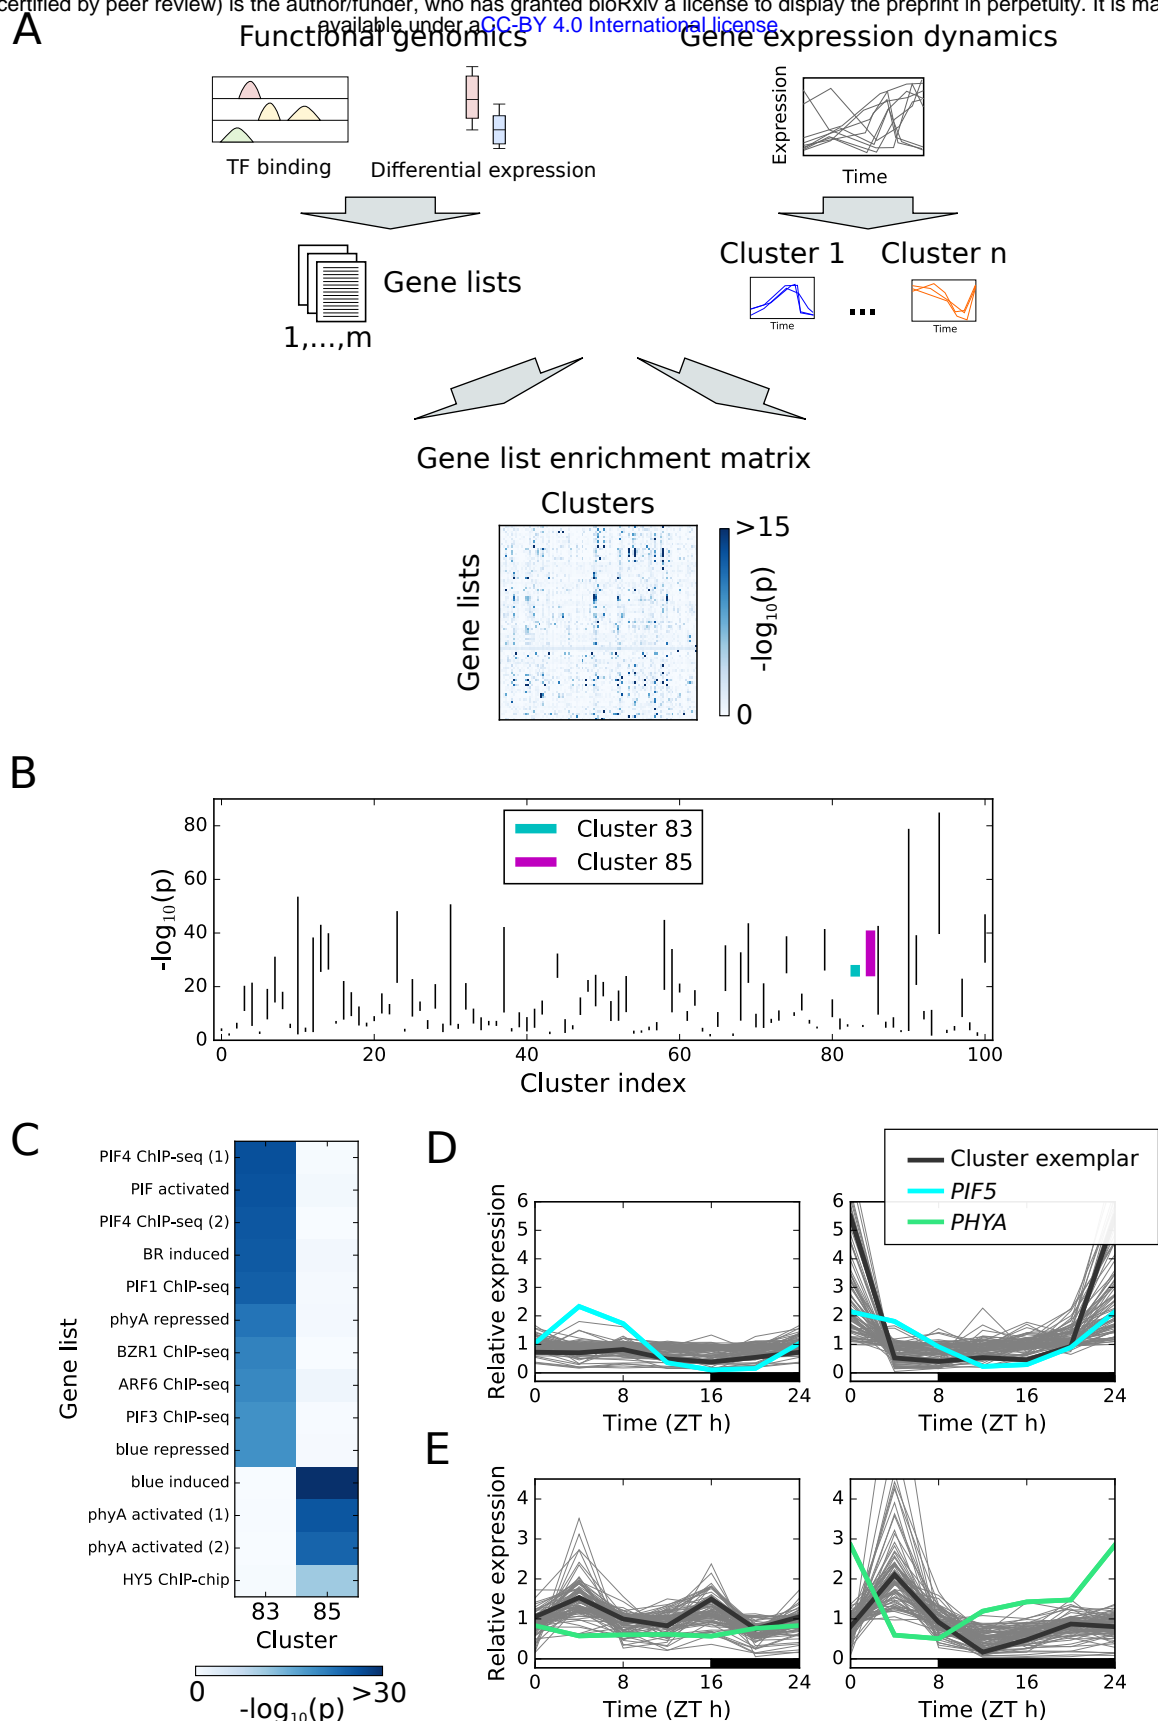 certified by peer review) is the author/funder, who has granted bioRxiv a license to display the preprint in perpetuity. It is
available under aCC-BY 4.0 International license.
A
Functional genomics
Gene expression dynamics
TF binding
Differential expression
Expression
Time
Gene lists
1,...,m
Cluster 1
Cluster n
Time
...
Time
Gene list enrichment matrix
Clusters
Gene lists
>15
-log10(p)
0
B
-log10(p)
80
60
40
20
0
Cluster 83
Cluster 85
0 20 40 60 80 100
Cluster index
C
Gene list
PIF4 ChIP-seq (1)
PIF activated
PIF4 ChIP-seq (2)
BR induced
PIF1 ChIP-seq
phyA repressed
BZR1 ChIP-seq
ARF6 ChIP-seq
PIF3 ChIP-seq
blue repressed
blue induced
phyA activated (1)
phyA activated (2)
HY5 ChIP-chip
83 85
Cluster
0 >30
-log10(p)
D
Cluster exemplar
PIF5
PHYA
Relative expression
6
5
4
3
2
1
0
0 8 16 24
Time (ZT h)
6
5
4
3
2
1
0
0 8 16 24
Time (ZT h)
E
Relative expression
4
3
2
1
0
0 8 16 24
Time (ZT h)
4
3
2
1
0
0 8 16 24
Time (ZT h)